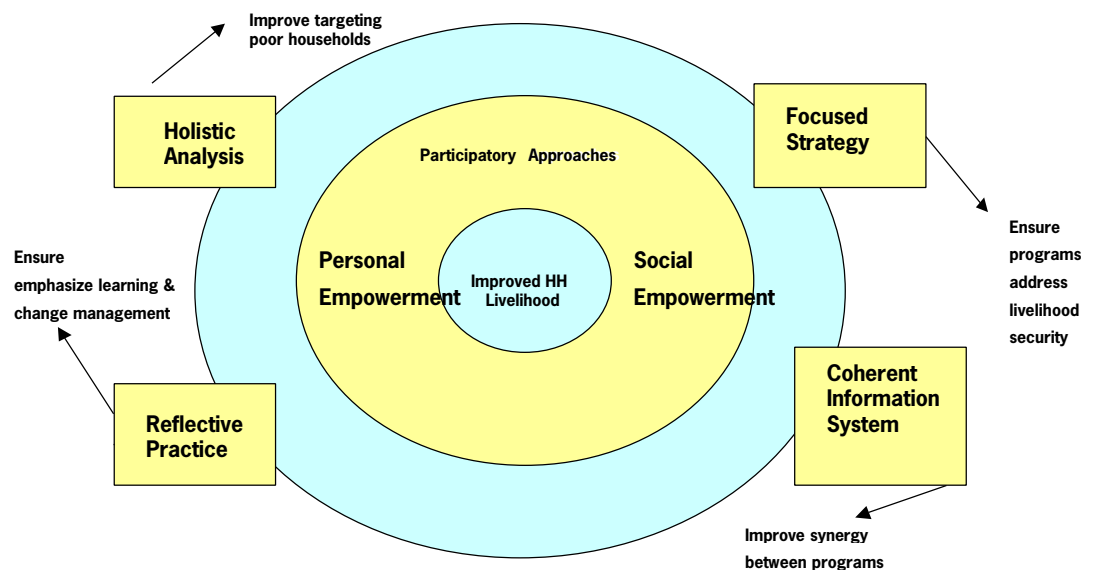 Improve targeting
poor households
Holistic
Analysis
Focused
Strategy
Participatory Approaches
Ensure
programs
address
livelihood
security
Ensure
emphasize learning &
change management
Personal
Empowerment
Improved HH
Livelihood
Social
Empowerment
Reflective
Practice
Coherent
Information
System
Improve synergy
between programs